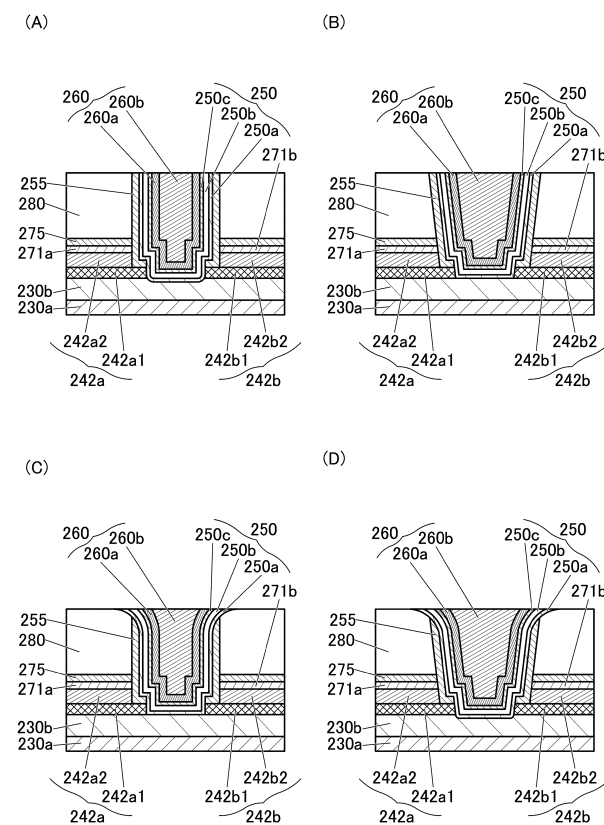 (A)
260
260b
260a
250
250c
250b
250a
271b
255
280
275
271a
230b
230a
242a2
242a1
242a
242b1
242b2
242b
(B)
260
260b
260a
250
250c
250b
250a
271b
255
280
275
271a
230b
230a
242a2
242a1
242a
242b1
242b2
242b
(C)
260
260b
260a
250
250c
250b
250a
271b
255
280
275
271a
230b
230a
242a2
242a1
242a
242b1
242b2
242b
(D)
260
260b
260a
250
250c
250b
250a
271b
255
280
275
271a
230b
230a
242a2
242a1
242a
242b1
242b2
242b